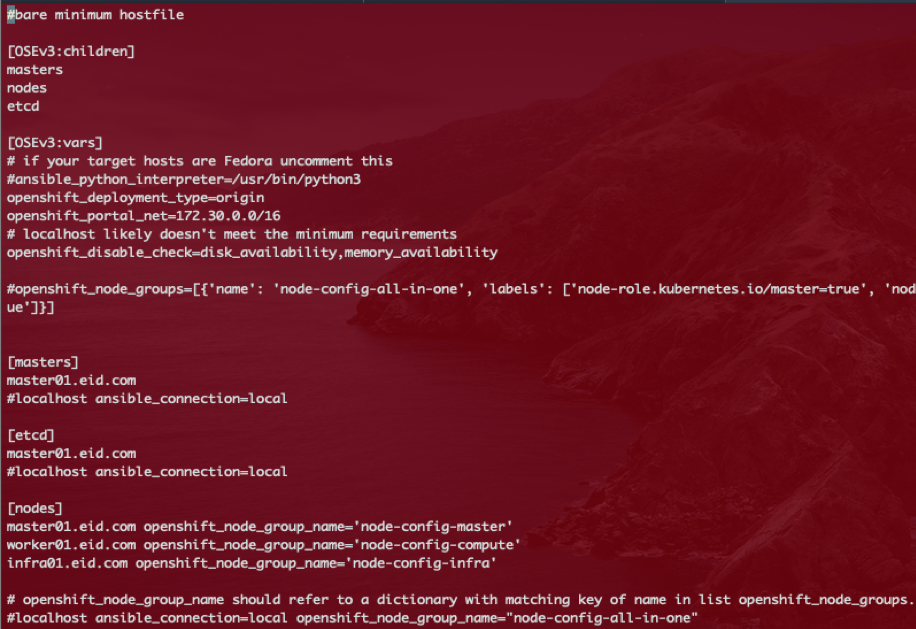 #bare minimum hostfile
[OSEv3:children]
masters
nodes
etcd
[OSEv3:vars]
# if your target hosts are Fedora uncomment this
#ansible_python_interpreter=/usr/bin/python3
openshift_deployment_type=origin
openshift_portal_net=172.30.0.0/16
# localhost likely doesn't meet the minimum requirements
openshift_disable_check=disk_availability,memory_availability
#openshift_node_groups=[{'name': 'node-config-all-in-one', 'labels': ['node-role.kubernetes.io/master=true', 'nod
ue']}]
[masters]
master01.eid.com
#localhost ansible_connection=local
[etcd]
master01.eid.com
#localhost ansible_connection=local
[nodes]
master01.eid.com openshift_node_group_name='node-config-master'
worker01.eid.com openshift_node_group_name='node-config-compute'
infra01.eid.com openshift_node_group_name='node-config-infra'
# openshift_node_group_name should refer to a dictionary with matching key of name in list openshift_node_groups.
#localhost ansible_connection=local openshift_node_group_name="node-config-all-in-one"